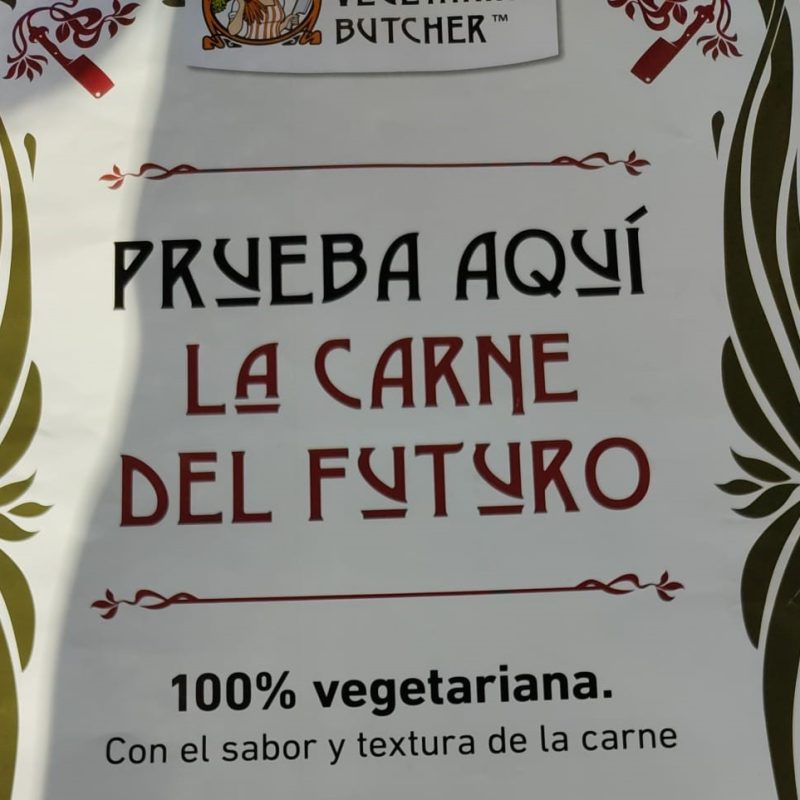 BUTCHER™
PRUEBA AQUÍ
LA CARNE
DEL FUTURO
100% vegetariana.
Con el sabor y textura de la carne